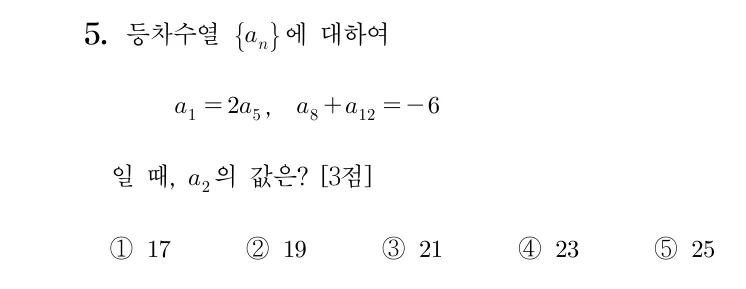 5. 등차수열 {aₙ}에 대하여
a₁=2a₅, a₈+a₁₂=-6
일 때, a₂의 값은? [3점]
① 17 ② 19 ③ 21 ④ 23 ⑤ 25